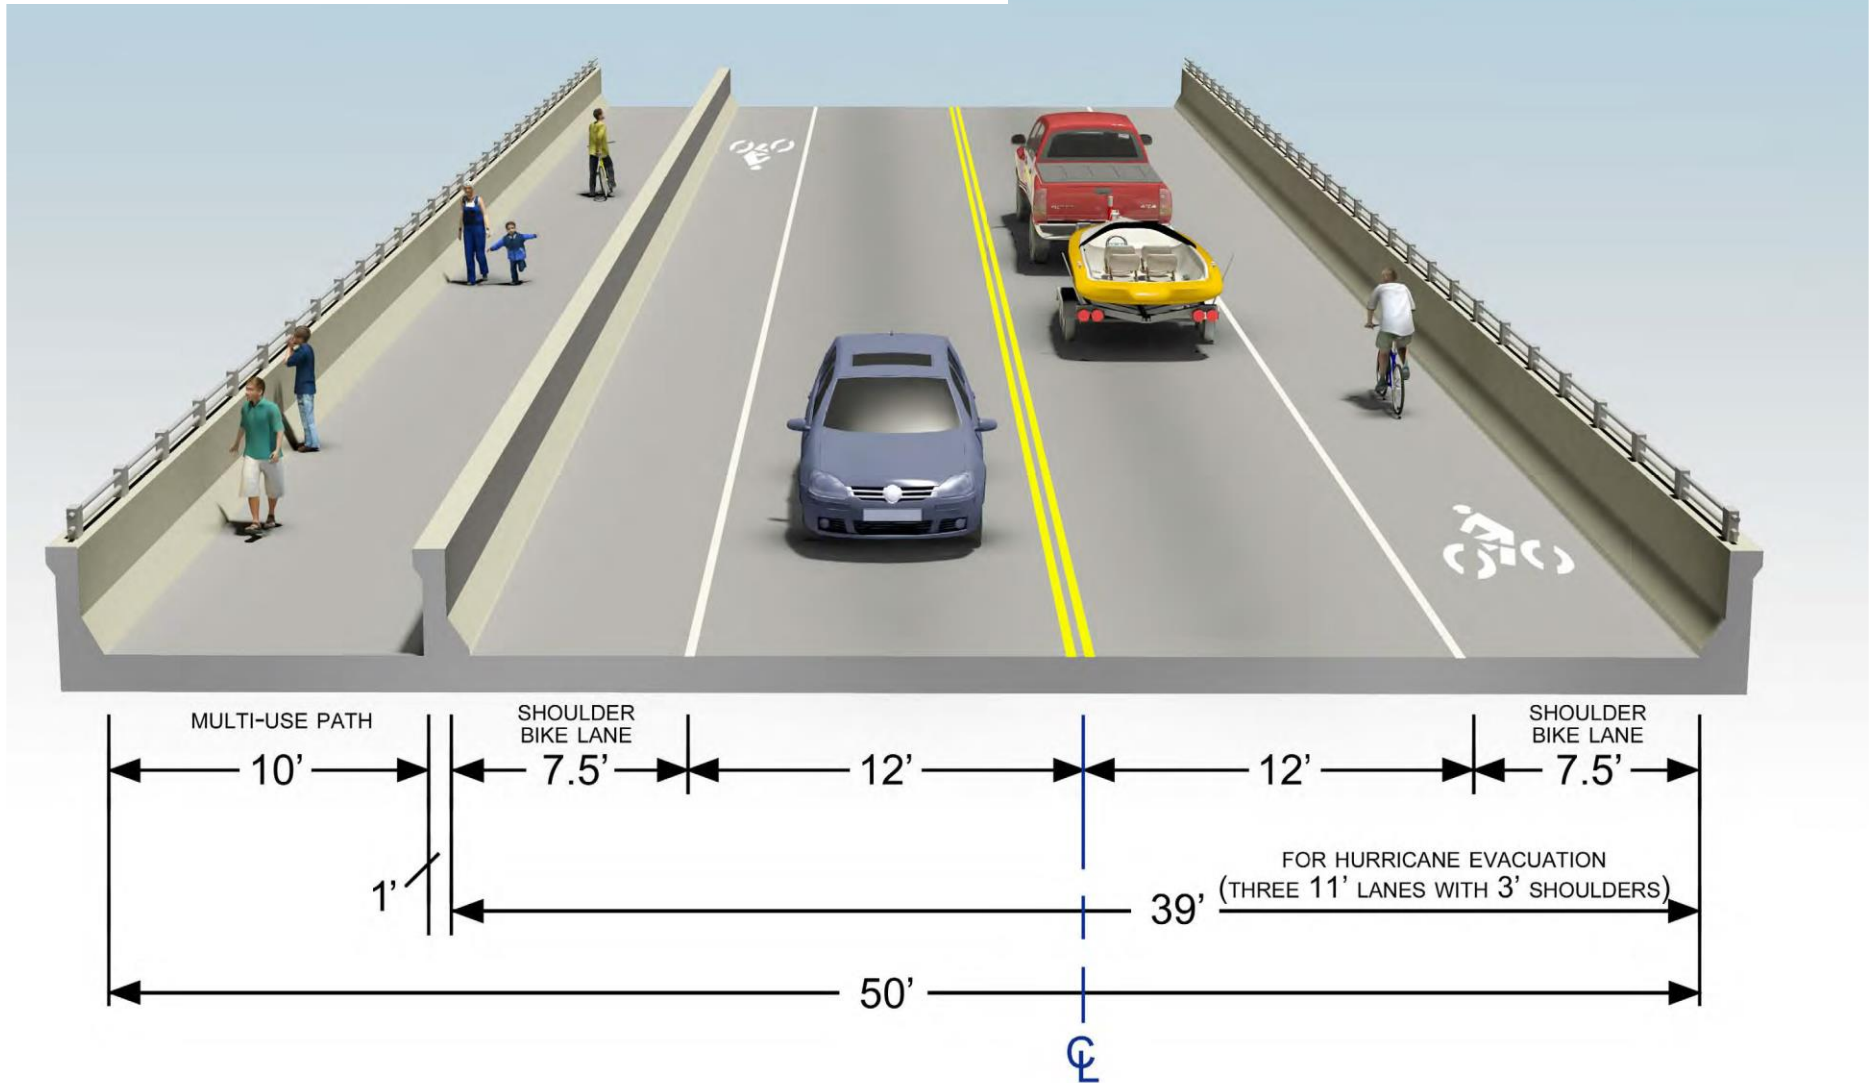 MULTI-USE PATH
10'
SHOULDER
BIKE LANE
7.5'
12'
12'
SHOULDER
BIKE LANE
7.5'
1'
FOR HURRICANE EVACUATION
(THREE 11' LANES WITH 3' SHOULDERS)
39'
50'
CL